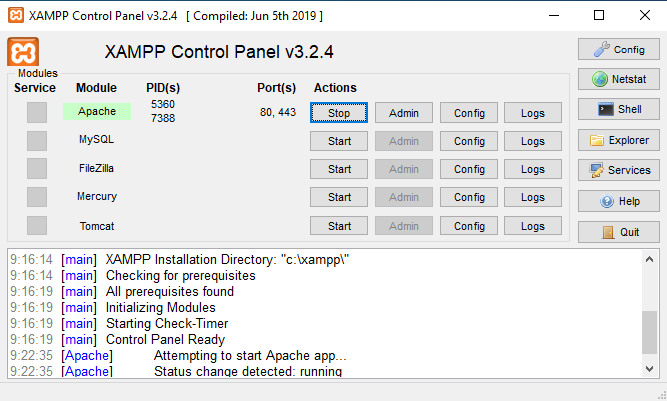 XAMPP Control Panel v3.2.4 [ Compiled: Jun 5th 2019 ]
XAMPP Control Panel v3.2.4
Config
Modules
Service Module PID(s) Port(s) Actions
Netstat
Apache 5360 7388 80, 443 Stop Admin Config Logs
Shell
MySQL Start Admin Config Logs
Explorer
FileZilla Start Admin Config Logs
Services
Mercury Start Admin Config Logs
Help
Tomcat Start Admin Config Logs
Quit
9:16:14 [main] XAMPP Installation Directory: "c:\xampp\"
9:16:14 [main] Checking for prerequisites
9:16:19 [main] All prerequisites found
9:16:19 [main] Initializing Modules
9:16:19 [main] Starting Check-Timer
9:16:19 [main] Control Panel Ready
9:22:35 [Apache] Attempting to start Apache app...
9:22:35 [Apache] Status change detected: running